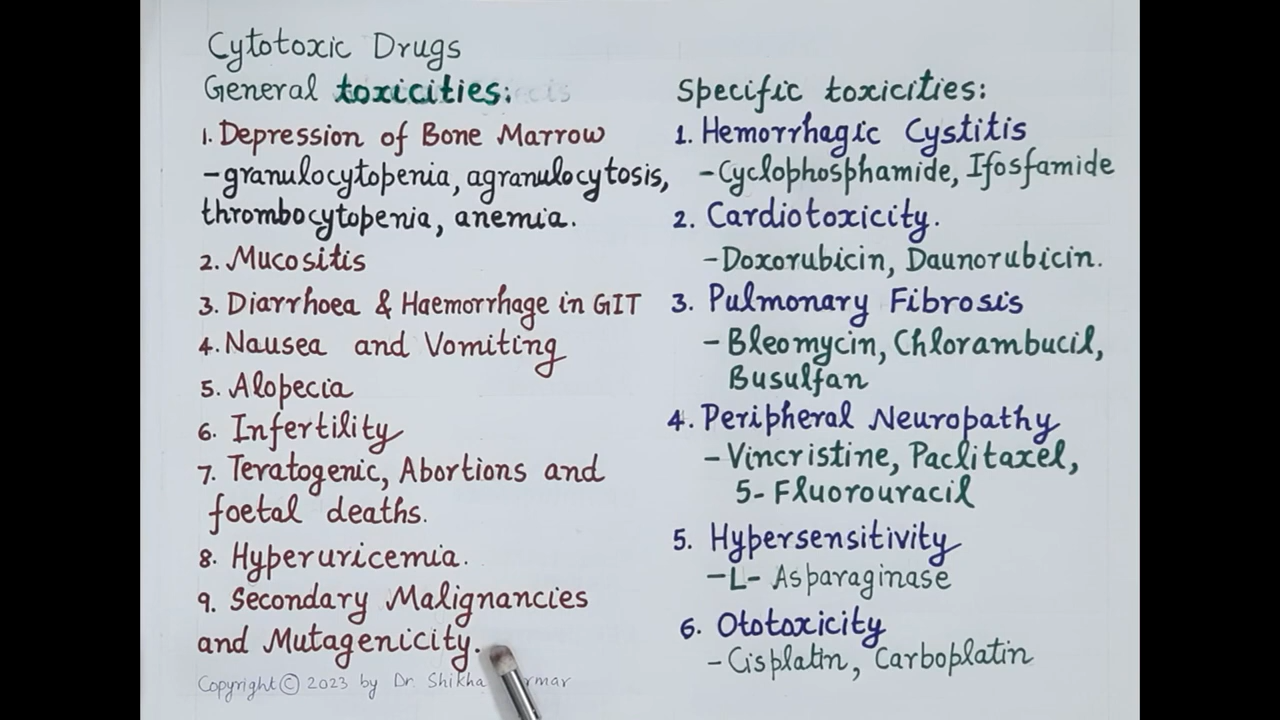 Cytotoxic Drugs
General toxicities:
1. Depression of Bone Marrow
- granulocytopenia, agranulocytosis,
thrombocytopenia, anemia.
2. Mucositis
3. Diarrhoea & Haemorrhage in GIT
4. Nausea and Vomiting
5. Alopecia
6. Infertility
7. Teratogenic, Abortions and
foetal deaths.
8. Hyperuricemia.
9. Secondary Malignancies
and Mutagenicity.
Copyright © 2023 by Dr. Shikha
Specific toxicities:
1. Hemorrhagic Cystitis
- Cyclophosphamide, Ifosfamide
2. Cardiotoxicity.
- Doxorubicin, Daunorubicin.
3. Pulmonary Fibrosis
- Bleomycin, Chlorambucil,
Busulfan
4. Peripheral Neuropathy
- Vincristine, Paclitaxel,
5- Fluorouracil
5. Hypersensitivity
- L- Asparaginase
6. Ototoxicity
- Cisplatin, Carboplatin